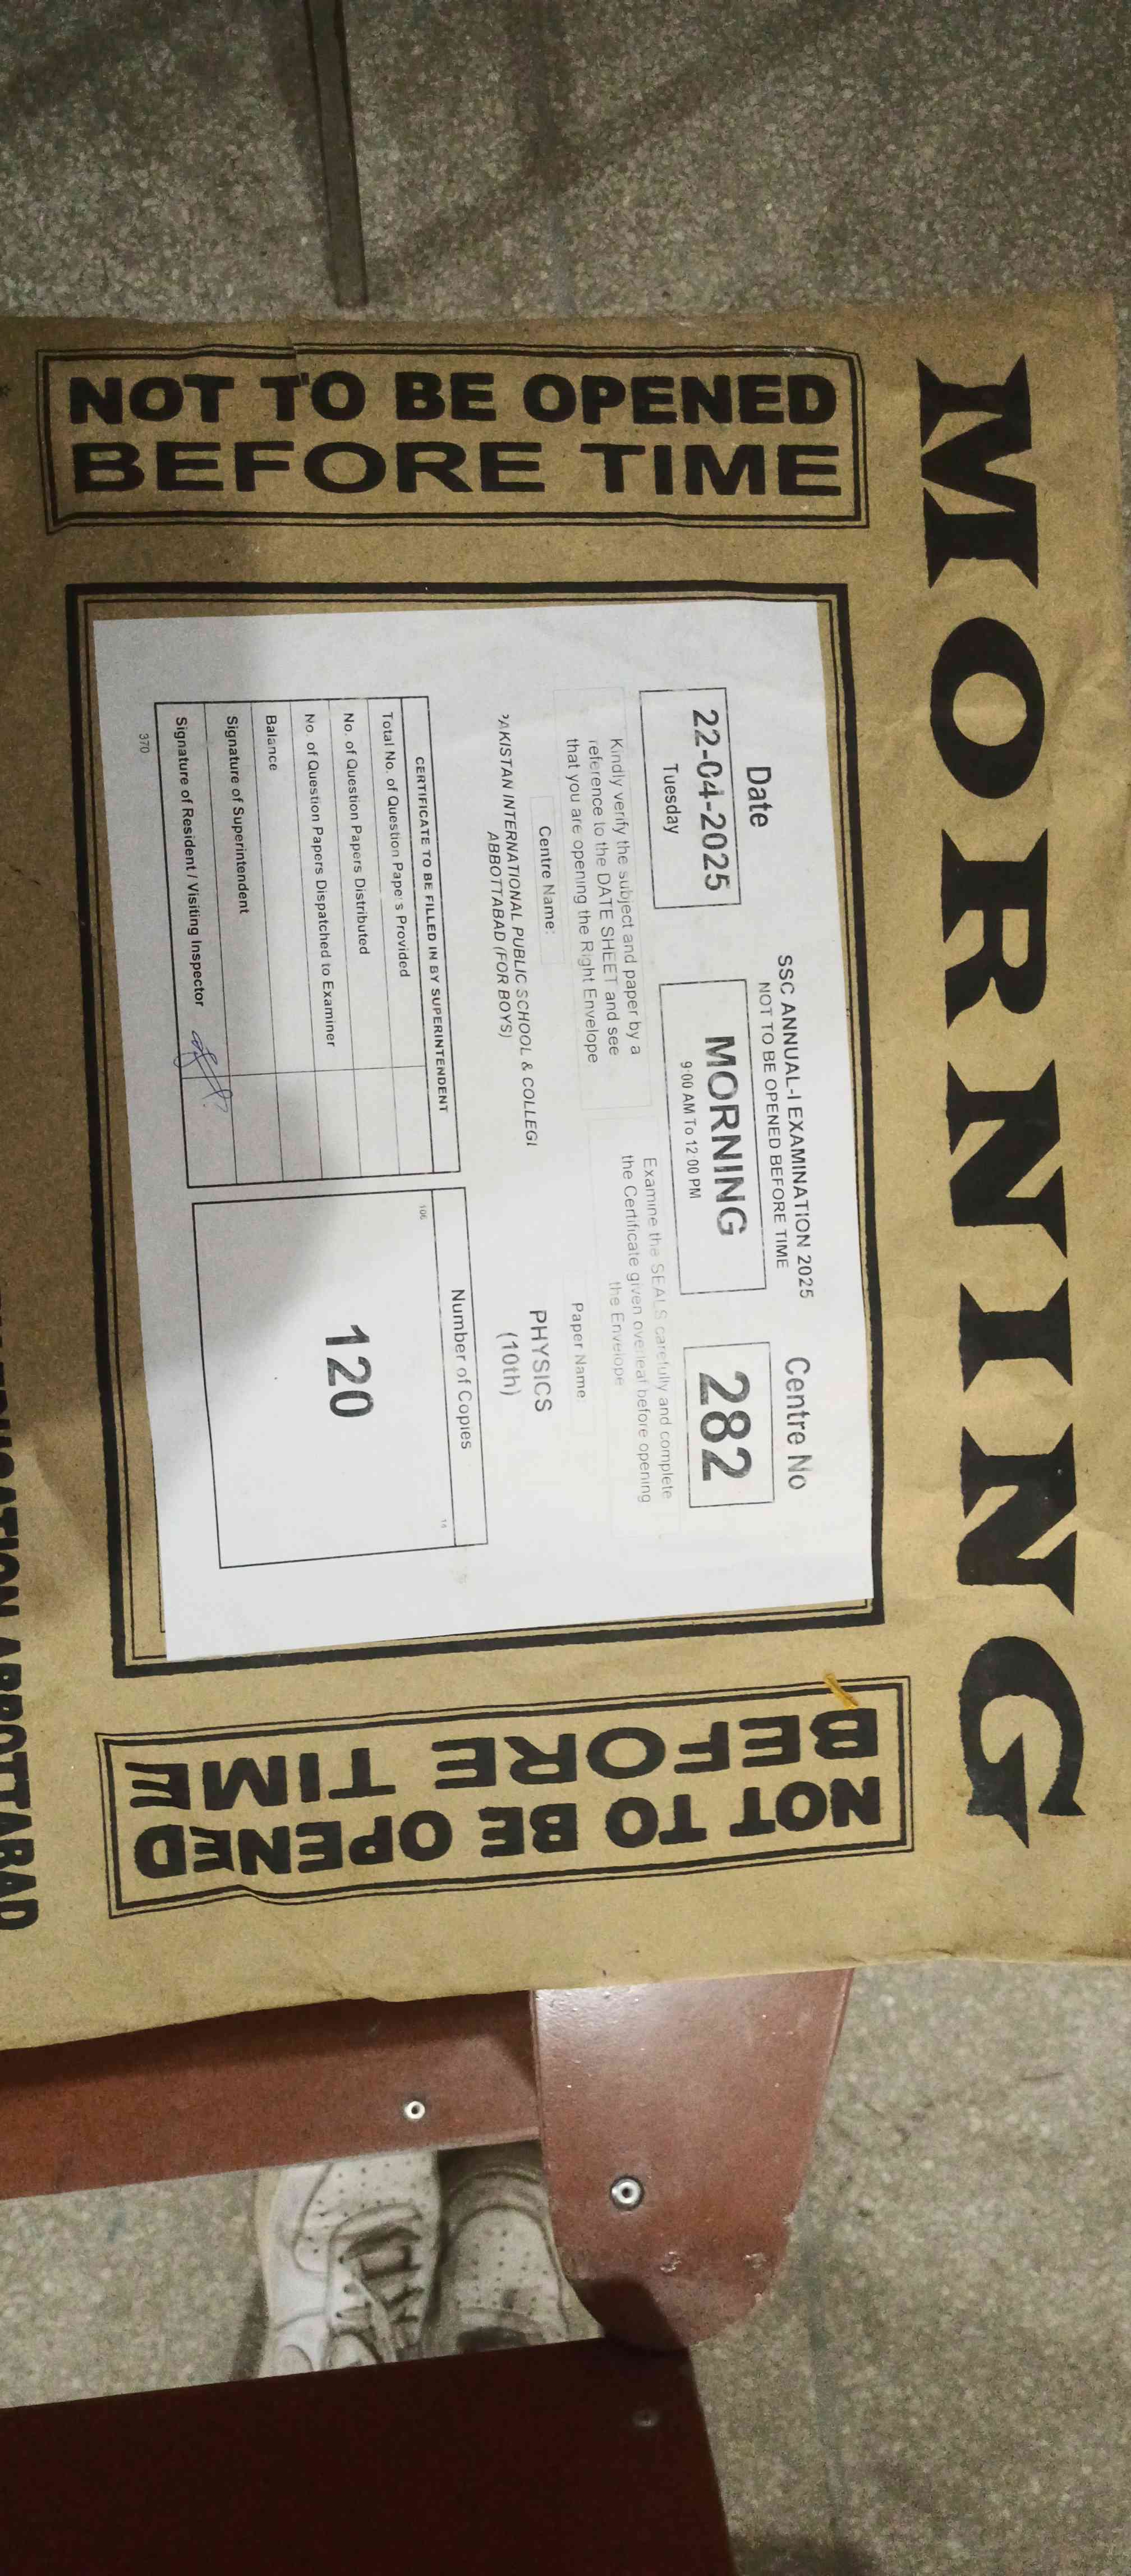 MORNING
NOT TO BE OPENED
BEFORE TIME
SSC ANNUAL-I EXAMINATION 2025
NOT TO BE OPENED BEFORE TIME
Date
22-04-2025
Tuesday
MORNING
9:00 AM To 12:00 PM
Centre No
282
Kindly verify the subject and paper by a
reference to the DATE SHEET and see
that you are opening the Right Envelope
Examine the SEALS carefully and complete
the Certificate given overleaf before opening
the Envelope
Centre Name:
PAKISTAN INTERNATIONAL PUBLIC SCHOOL & COLLEGE
ABBOTTABAD (FOR BOYS)
Paper Name:
PHYSICS
(10th)
CERTIFICATE TO BE FILLED IN BY SUPERINTENDENT
Total No. of Question Papers Provided
No. of Question Papers Distributed
No. of Question Papers Dispatched to Examiner
Balance
Signature of Superintendent
Signature of Resident / Visiting Inspector
370
Number of Copies
106
14
120
NOT TO BE OPENED
BEFORE TIME
ABBOTTABAD